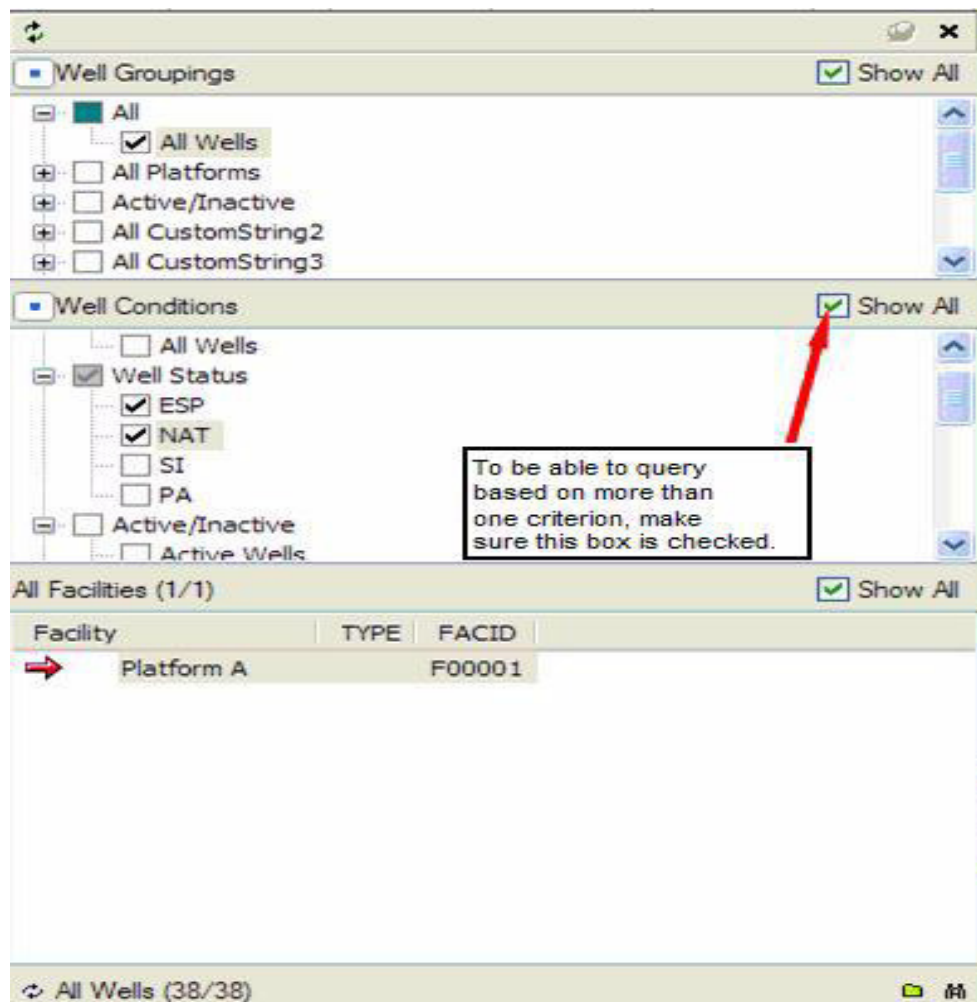 Well Groupings Show All
All
All Wells
All Platforms
Active/Inactive
All CustomString2
All CustomString3
Well Conditions Show All
All Wells
Well Status
ESP
NAT
SI
PA
Active/Inactive
Active Wells
To be able to query
based on more than
one criterion, make
sure this box is checked.
All Facilities (1/1) Show All
Facility TYPE FACID
Platform A F00001
All Wells (38/38)